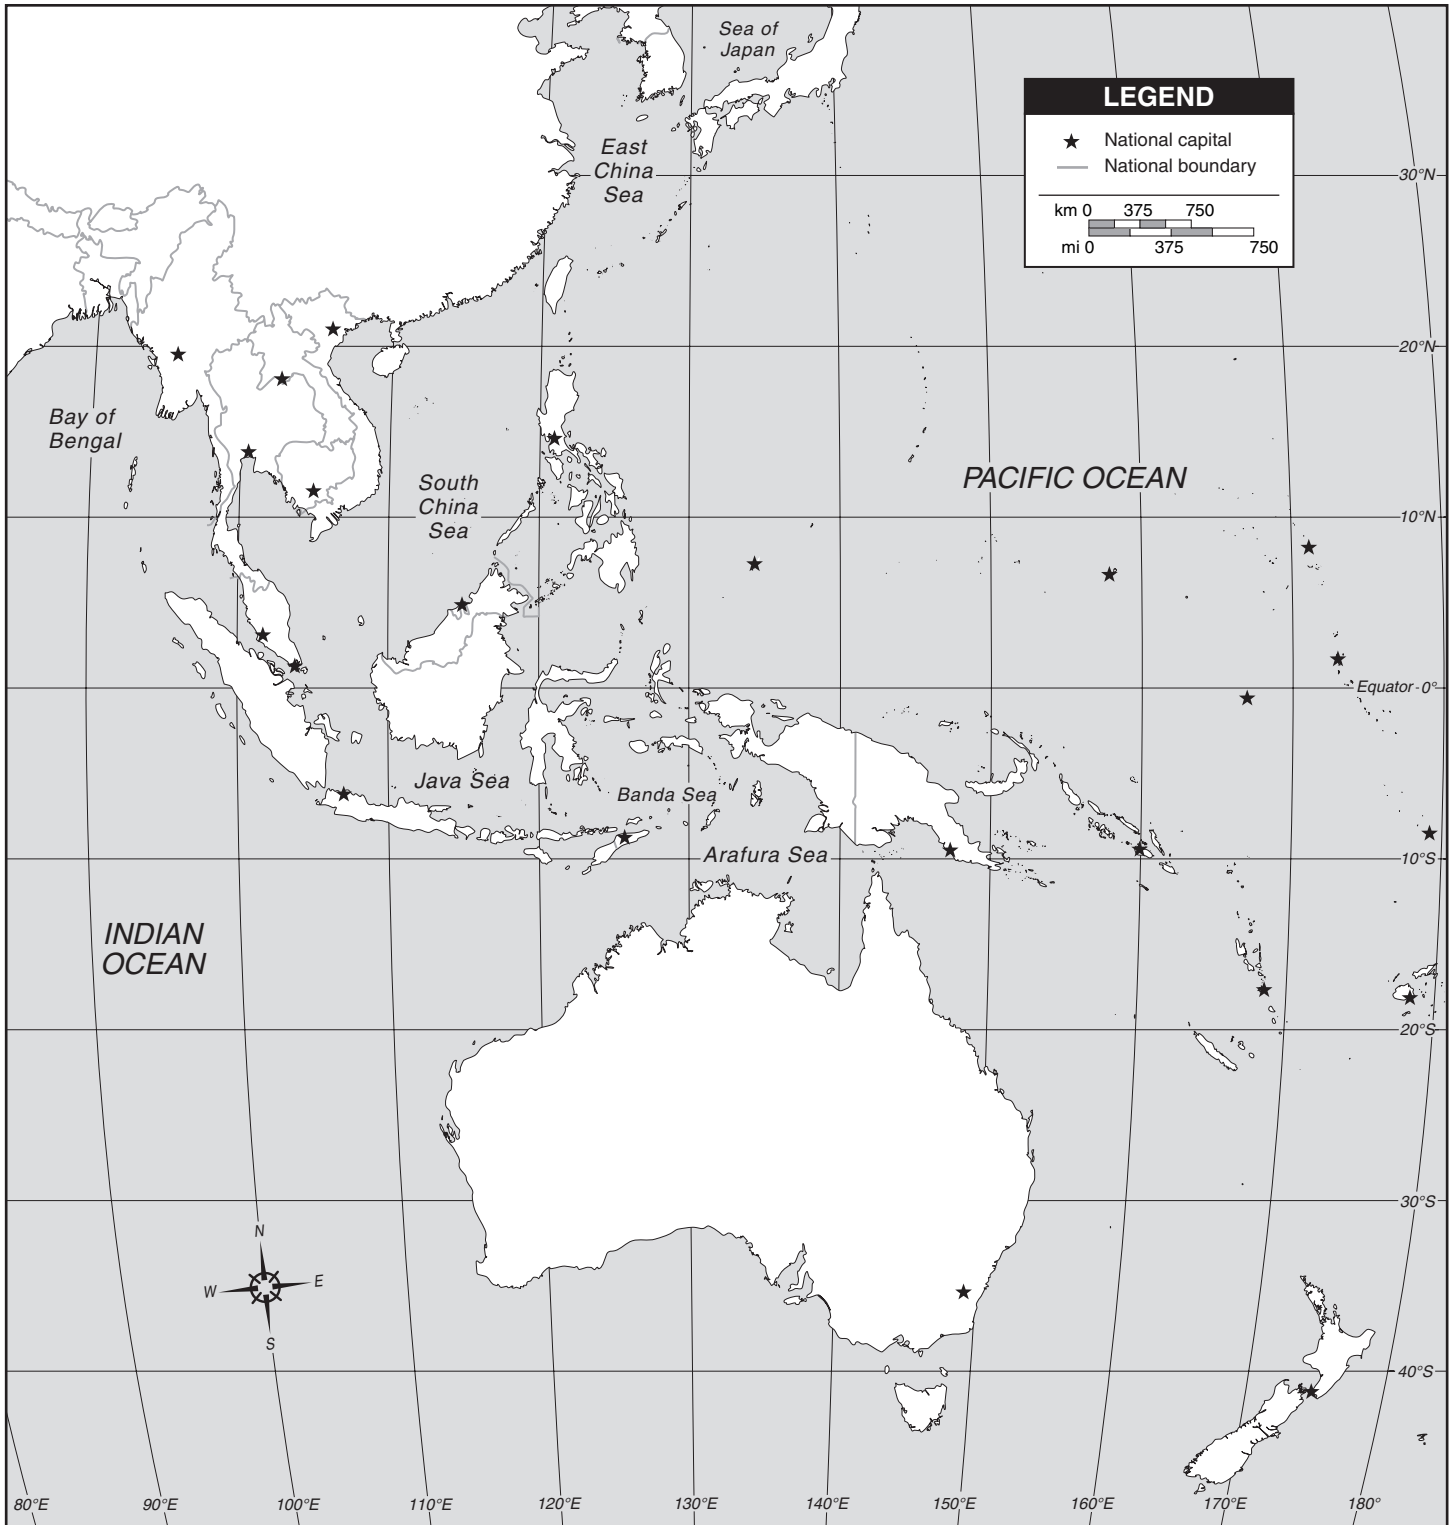 Sea of
Japan
LEGEND
National capital
National boundary
km 0 375 750
mi 0 375 750
East
China
Sea
30°N
20°N
Bay of
Bengal
South
China
Sea
PACIFIC OCEAN
10°N
Equator 0°
Java Sea
Banda Sea
Arafura Sea
10°S
INDIAN
OCEAN
20°S
30°S
N
W
E
S
40°S
80°E 90°E 100°E 110°E 120°E 130°E 140°E 150°E 160°E 170°E 180°